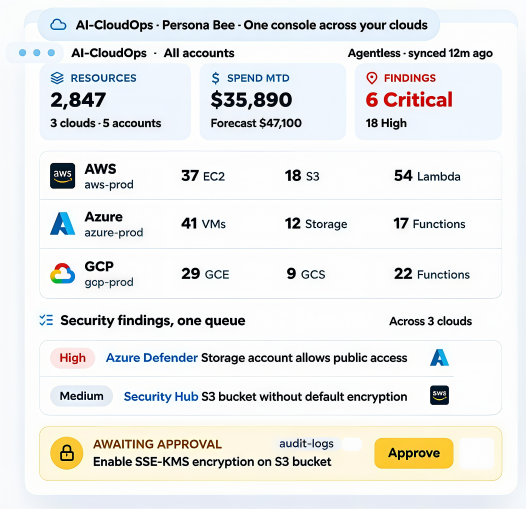 AI-CloudOps · Persona Bee · One console across your clouds
AI-CloudOps · All accounts
Agentless · synced 12m ago
RESOURCES
2,847
3 clouds · 5 accounts
SPEND MTD
$35,890
Forecast $47,100
FINDINGS
6 Critical
18 High
aws
AWS
aws-prod
37 EC2
18 S3
54 Lambda
Azure
azure-prod
41 VMs
12 Storage
17 Functions
GCP
gcp-prod
29 GCE
9 GCS
22 Functions
Security findings, one queue
Across 3 clouds
High
Azure Defender Storage account allows public access
Medium
Security Hub S3 bucket without default encryption
aws
AWAITING APPROVAL
audit-logs
Enable SSE-KMS encryption on S3 bucket
Approve